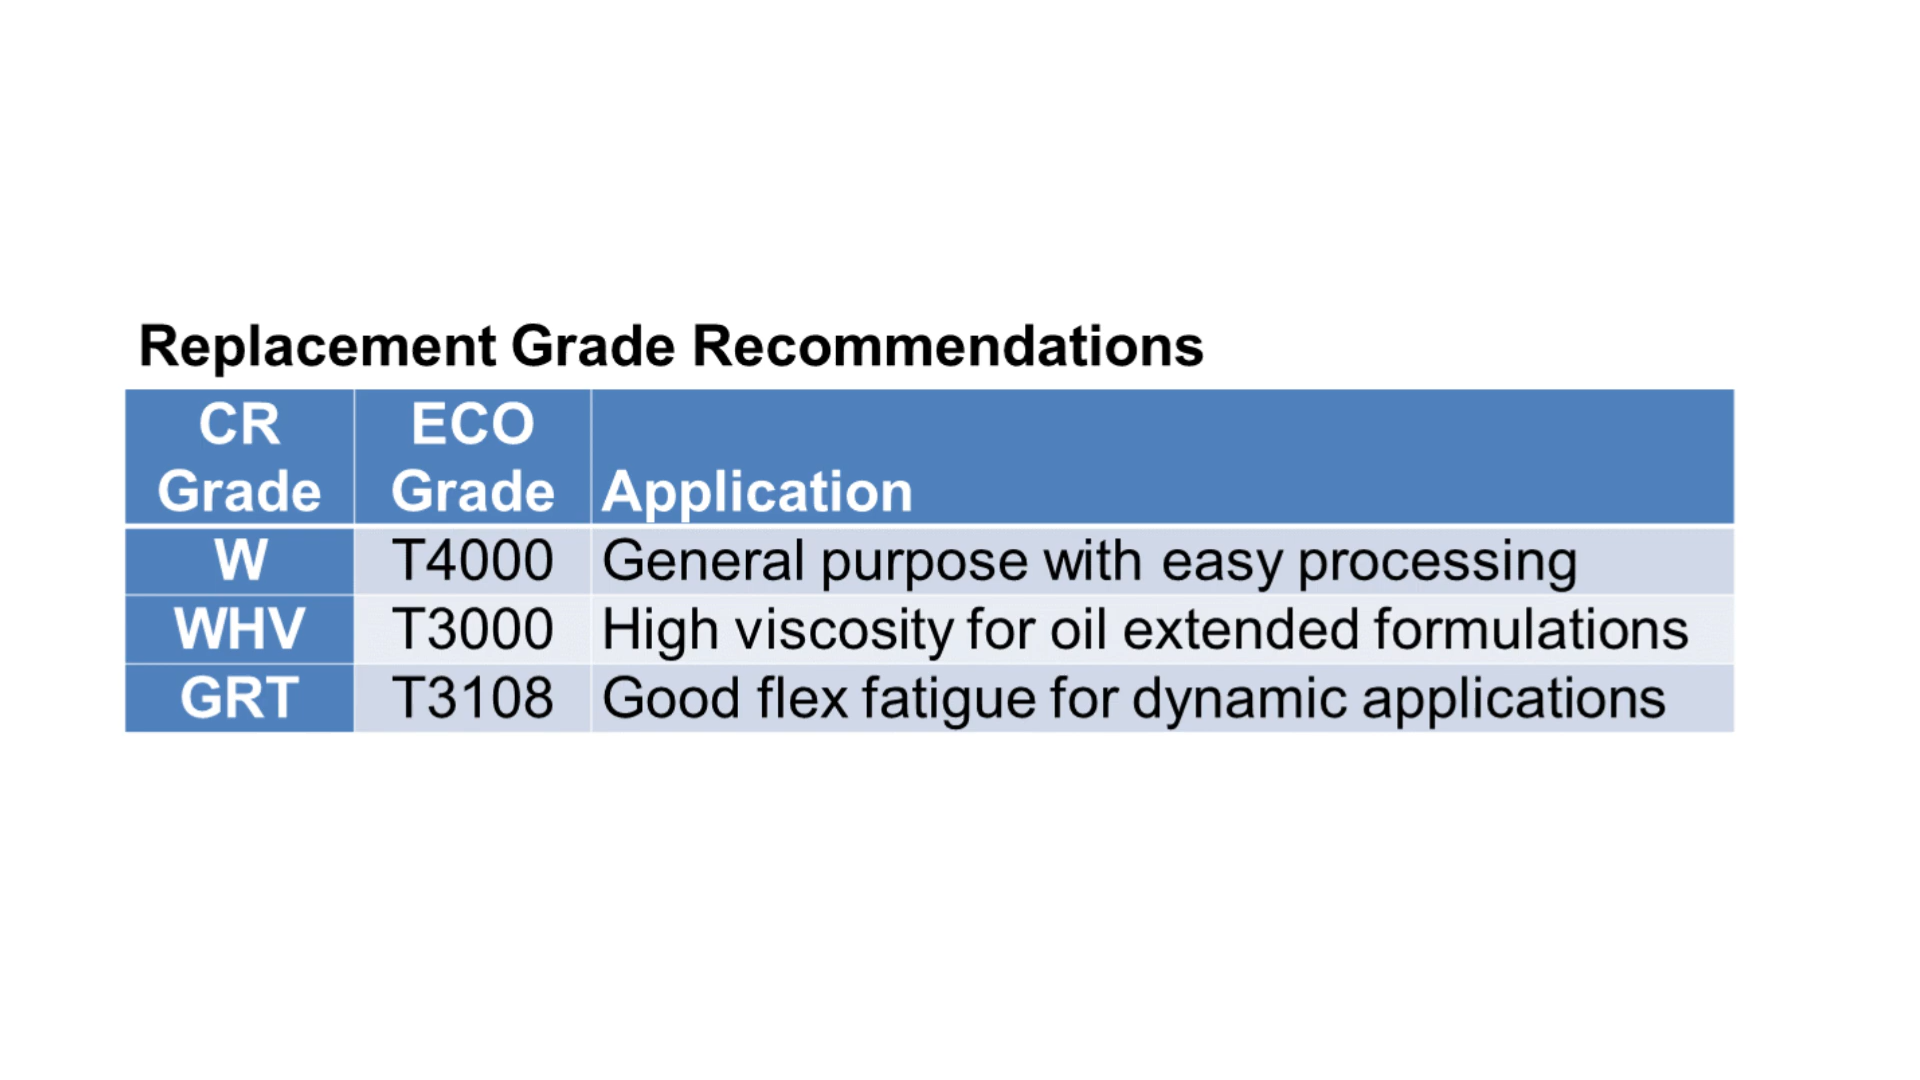 Replacement Grade Recommendations
CR Grade ECO Grade Application
W T4000 General purpose with easy processing
WHV T3000 High viscosity for oil extended formulations
GRT T3108 Good flex fatigue for dynamic applications